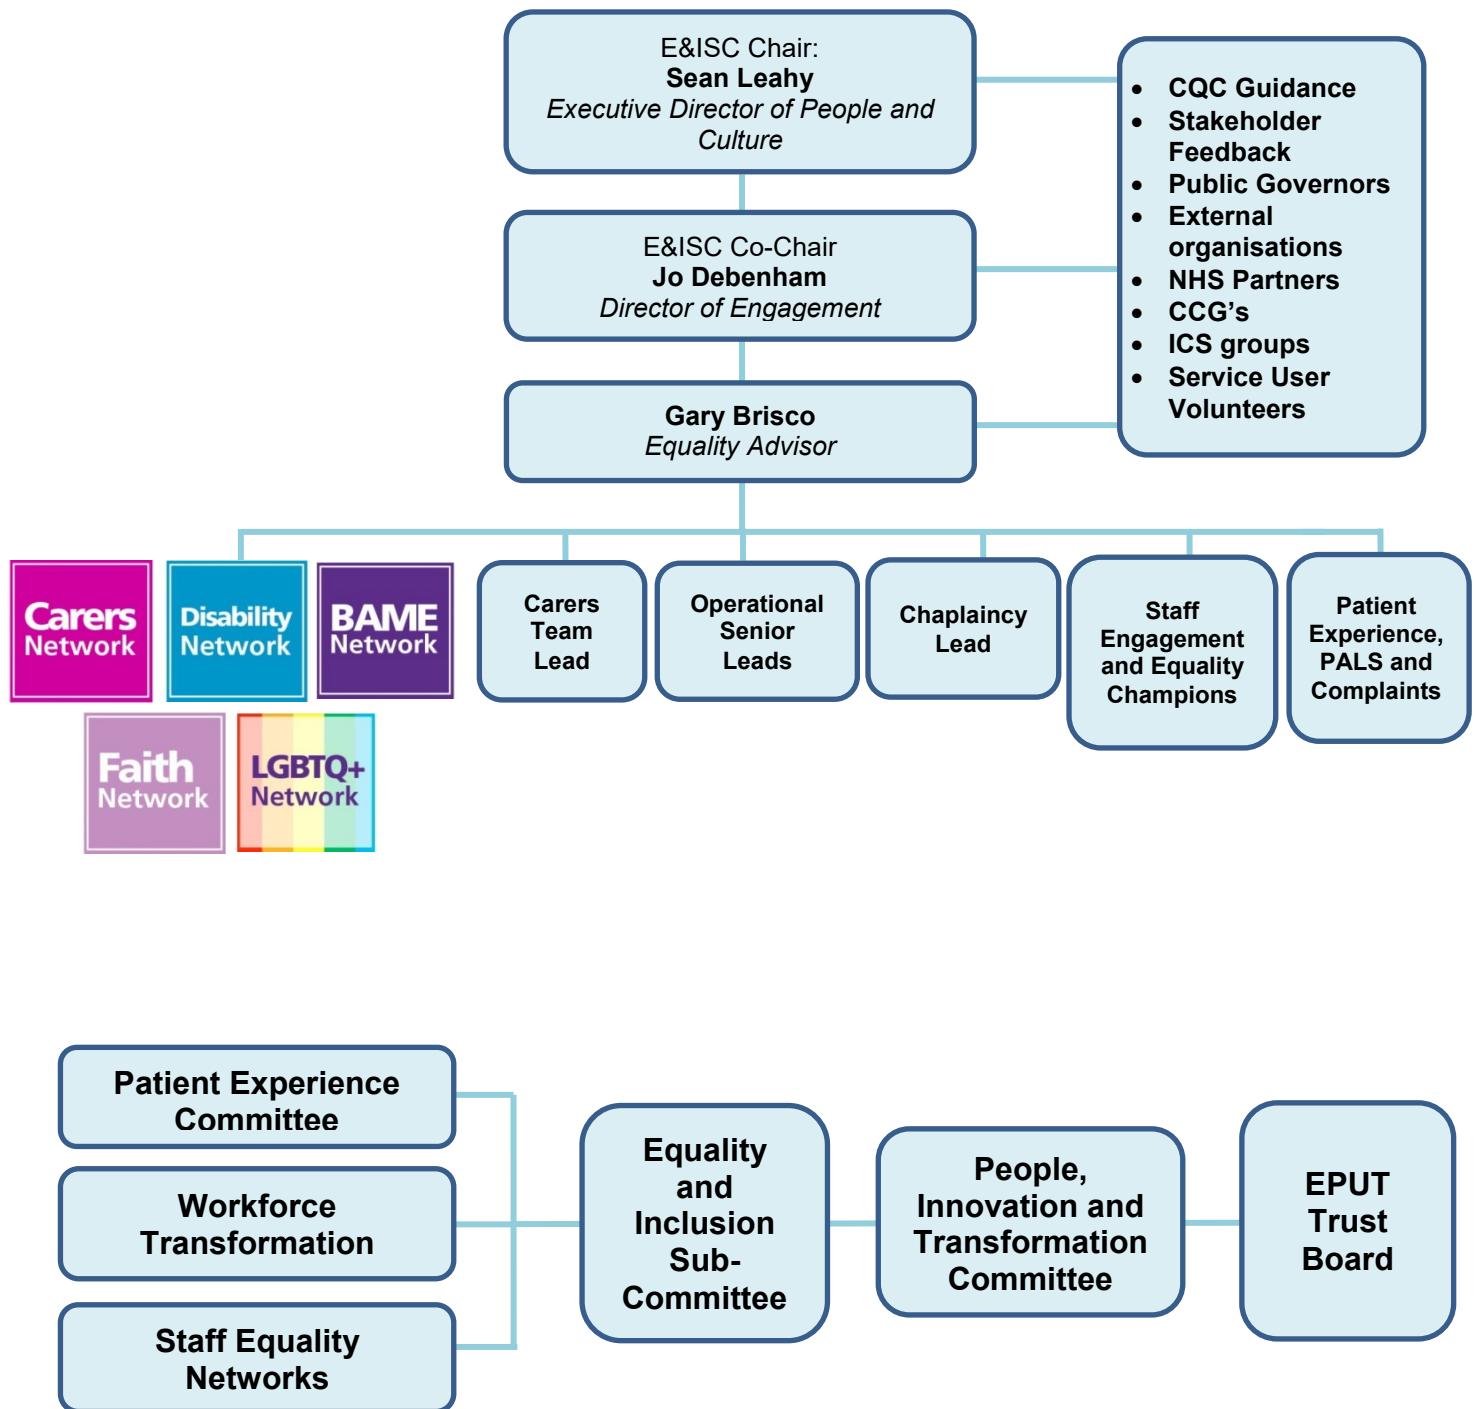 E&ISC Chair:
Sean Leahy
Executive Director of People and
Culture
• CQC Guidance
• Stakeholder
Feedback
• Public Governors
• External
organisations
• NHS Partners
• CCG’s
• ICS groups
• Service User
Volunteers
E&ISC Co-Chair
Jo Debenham
Director of Engagement
Gary Brisco
Equality Advisor
Carers
Network
Disability
Network
BAME
Network
Faith
Network
LGBTQ+
Network
Carers
Team
Lead
Operational
Senior
Leads
Chaplaincy
Lead
Staff
Engagement
and Equality
Champions
Patient
Experience,
PALS and
Complaints
Patient Experience
Committee
Workforce
Transformation
Staff Equality
Networks
Equality
and
Inclusion
Sub-
Committee
People,
Innovation and
Transformation
Committee
EPUT
Trust
Board